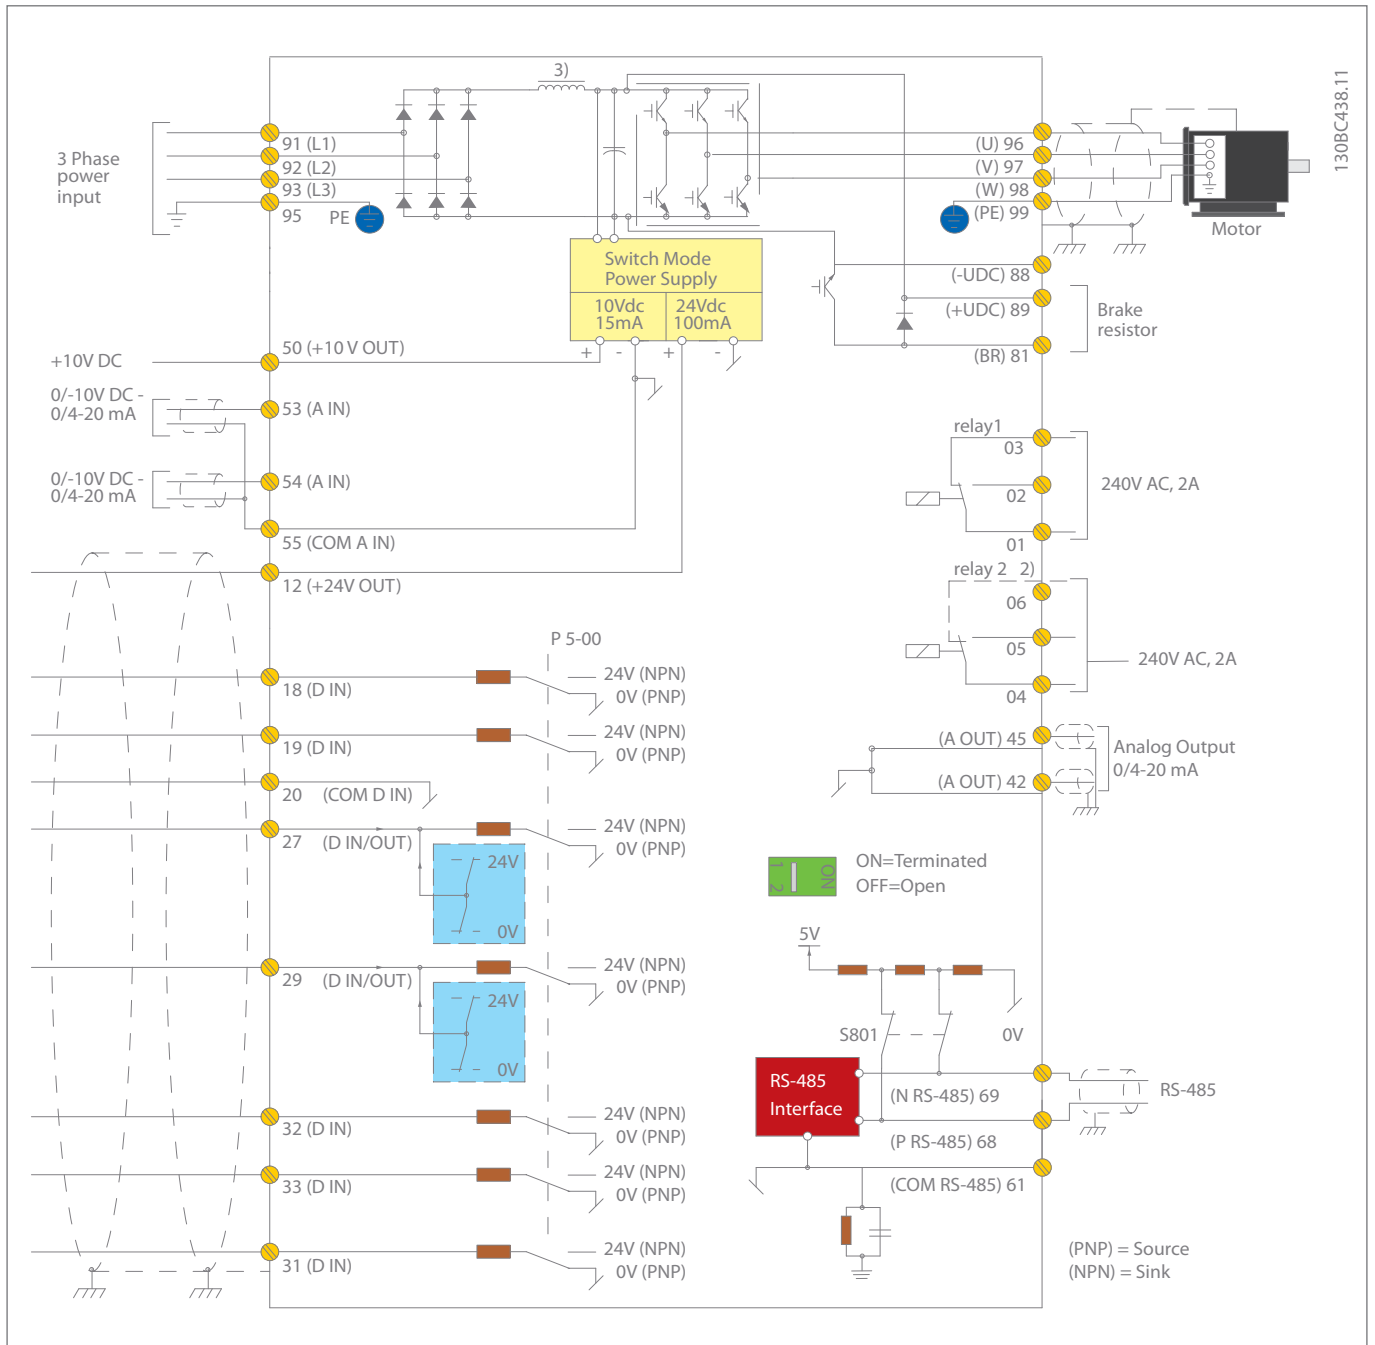 130BC438.11
3)
3 Phase
power
input
91 (L1)
92 (L2)
93 (L3)
95
PE
(U) 96
(V) 97
(W) 98
(PE) 99
Motor
Switch Mode
Power Supply
10Vdc
15mA
24Vdc
100mA
+ - + -
(-UDC) 88
(+UDC) 89
(BR) 81
Brake
resistor
+10V DC
50 (+10 V OUT)
0/-10V DC -
0/4-20 mA
53 (A IN)
0/-10V DC -
0/4-20 mA
54 (A IN)
55 (COM A IN)
12 (+24V OUT)
relay1
03
02
01
240V AC, 2A
relay 2 2)
06
05
04
240V AC, 2A
P 5-00
18 (D IN)
24V (NPN)
0V (PNP)
19 (D IN)
24V (NPN)
0V (PNP)
20 (COM D IN)
27 (D IN/OUT)
24V (NPN)
0V (PNP)
24V
0V
29 (D IN/OUT)
24V (NPN)
0V (PNP)
24V
0V
32 (D IN)
24V (NPN)
0V (PNP)
33 (D IN)
24V (NPN)
0V (PNP)
31 (D IN)
24V (NPN)
0V (PNP)
(A OUT) 45
(A OUT) 42
Analog Output
0/4-20 mA
1 2
ON
ON=Terminated
OFF=Open
5V
S801
0V
RS-485
Interface
(N RS-485) 69
(P RS-485) 68
(COM RS-485) 61
RS-485
(PNP) = Source
(NPN) = Sink